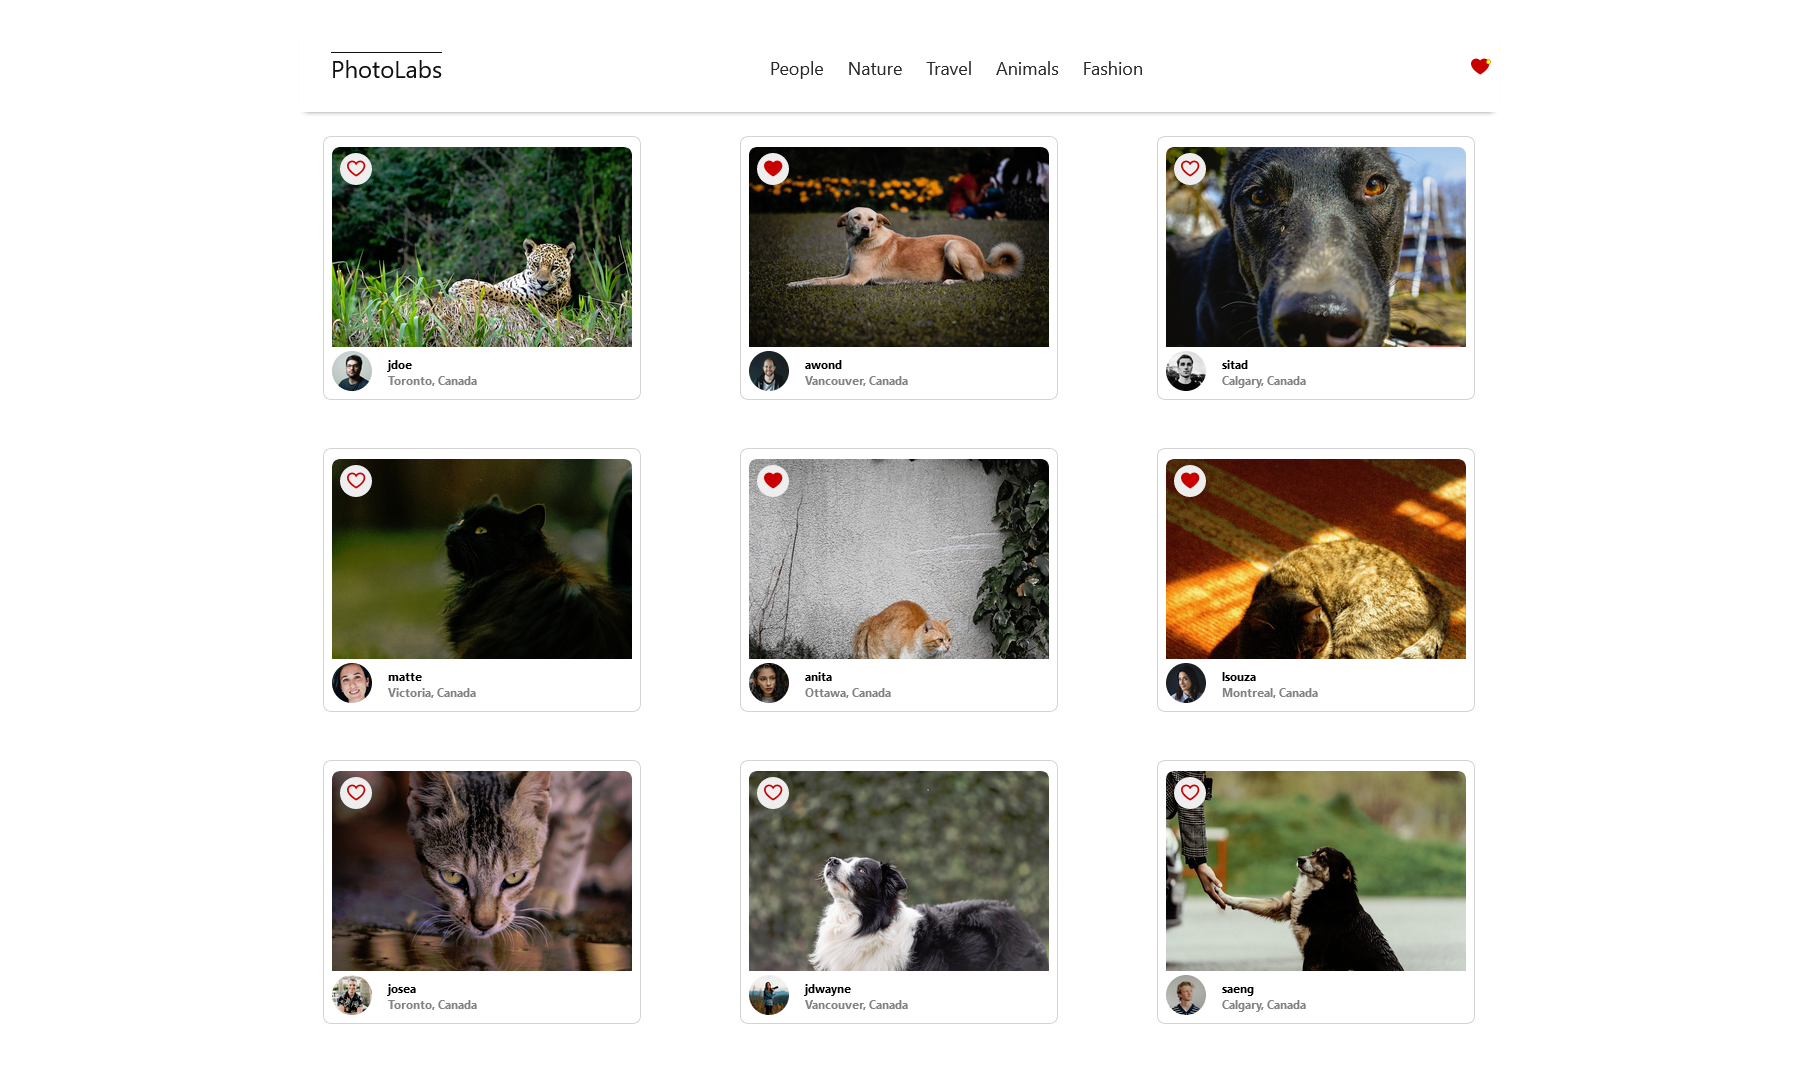 PhotoLabs
People Nature Travel Animals Fashion
jdoe
Toronto, Canada
awond
Vancouver, Canada
sitad
Calgary, Canada
matte
Victoria, Canada
anita
Ottawa, Canada
lsouza
Montreal, Canada
josea
Toronto, Canada
jdwayne
Vancouver, Canada
saeng
Calgary, Canada